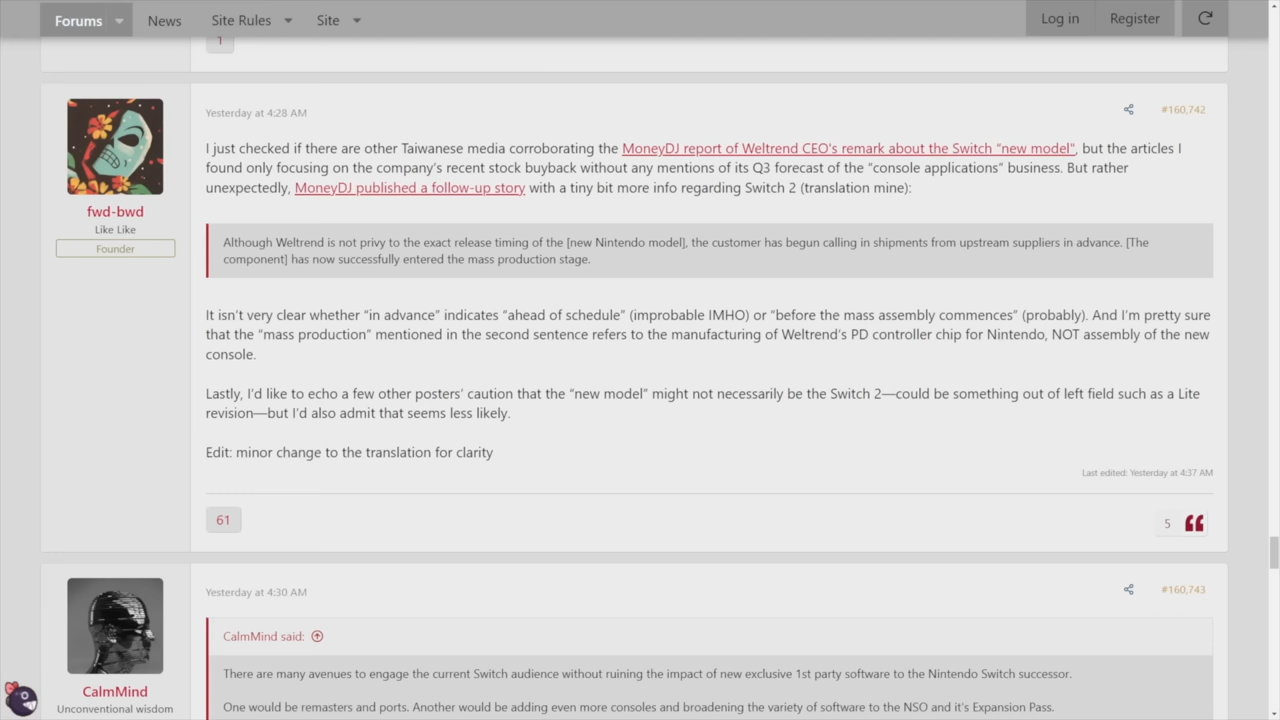 Forums News Site Rules Site Log in Register
1
Yesterday at 4:28 AM #160,742
I just checked if there are other Taiwanese media corroborating the MoneyDJ report of Weltrend CEO's remark about the Switch “new model”, but the articles I
found only focusing on the company’s recent stock buyback without any mentions of its Q3 forecast of the “console applications” business. But rather
unexpectedly, MoneyDJ published a follow-up story with a tiny bit more info regarding Switch 2 (translation mine):
fwd-bwd
Like Like
Founder
Although Weltrend is not privy to the exact release timing of the [new Nintendo model], the customer has begun calling in shipments from upstream suppliers in advance. [The
component] has now successfully entered the mass production stage.
It isn’t very clear whether “in advance” indicates “ahead of schedule” (improbable IMHO) or “before the mass assembly commences” (probably). And I’m pretty sure
that the “mass production” mentioned in the second sentence refers to the manufacturing of Weltrend’s PD controller chip for Nintendo, NOT assembly of the new
console.
Lastly, I’d like to echo a few other posters’ caution that the “new model” might not necessarily be the Switch 2—could be something out of left field such as a Lite
revision—but I’d also admit that seems less likely.
Edit: minor change to the translation for clarity
Last edited: Yesterday at 4:37 AM
61
5
Yesterday at 4:30 AM #160,743
CalmMind said:
There are many avenues to engage the current Switch audience without ruining the impact of new exclusive 1st party software to the Nintendo Switch successor.
CalmMind
Unconventional wisdom
One would be remasters and ports. Another would be adding even more consoles and broadening the variety of software to the NSO and it's Expansion Pass.